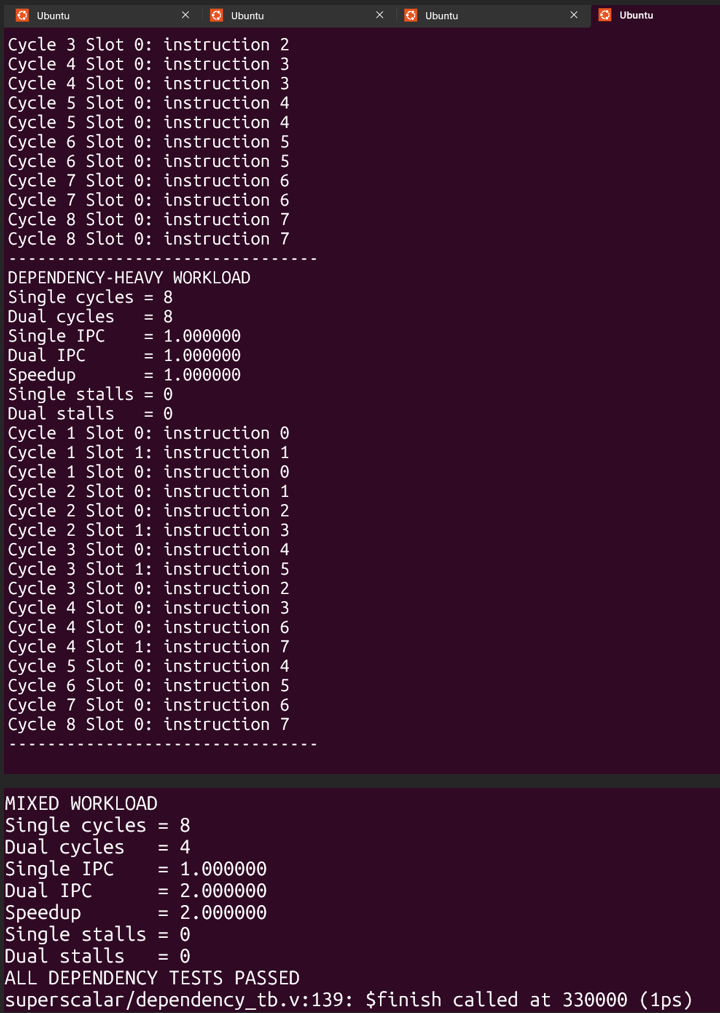 Ubuntu
Ubuntu
Ubuntu
Ubuntu
Cycle 3 Slot 0: instruction 2
Cycle 4 Slot 0: instruction 3
Cycle 4 Slot 0: instruction 3
Cycle 5 Slot 0: instruction 4
Cycle 5 Slot 0: instruction 4
Cycle 6 Slot 0: instruction 5
Cycle 6 Slot 0: instruction 5
Cycle 7 Slot 0: instruction 6
Cycle 7 Slot 0: instruction 6
Cycle 8 Slot 0: instruction 7
Cycle 8 Slot 0: instruction 7
--------------------------------
DEPENDENCY-HEAVY WORKLOAD
Single cycles = 8
Dual cycles   = 8
Single IPC    = 1.000000
Dual IPC      = 1.000000
Speedup       = 1.000000
Single stalls = 0
Dual stalls   = 0
Cycle 1 Slot 0: instruction 0
Cycle 1 Slot 1: instruction 1
Cycle 1 Slot 0: instruction 0
Cycle 2 Slot 0: instruction 1
Cycle 2 Slot 0: instruction 2
Cycle 2 Slot 1: instruction 3
Cycle 3 Slot 0: instruction 4
Cycle 3 Slot 1: instruction 5
Cycle 3 Slot 0: instruction 2
Cycle 4 Slot 0: instruction 3
Cycle 4 Slot 0: instruction 6
Cycle 4 Slot 1: instruction 7
Cycle 5 Slot 0: instruction 4
Cycle 6 Slot 0: instruction 5
Cycle 7 Slot 0: instruction 6
Cycle 8 Slot 0: instruction 7
--------------------------------
MIXED WORKLOAD
Single cycles = 8
Dual cycles   = 4
Single IPC    = 1.000000
Dual IPC      = 2.000000
Speedup       = 2.000000
Single stalls = 0
Dual stalls   = 0
ALL DEPENDENCY TESTS PASSED
superscalar/dependency_tb.v:139: $finish called at 330000 (1ps)